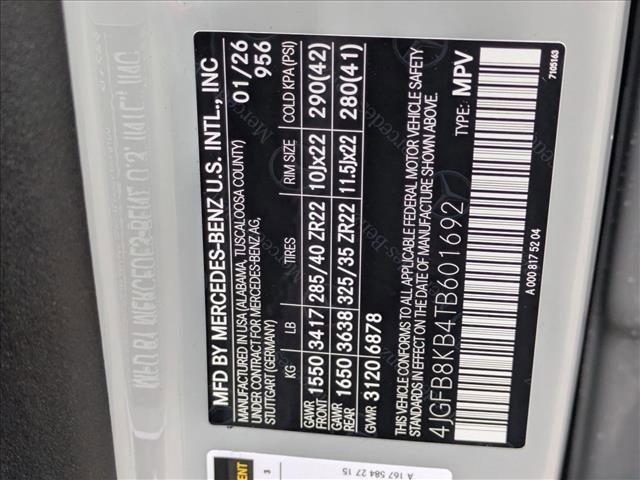 MFD BY MERCEDES-BENZ U.S. INTL., INC
MANUFACTURED IN USA (ALABAMA, TUSCALOOSA COUNTY) 01/26
UNDER CONTRACT FOR MERCEDES-BENZ AG, 956
STUTTGART (GERMANY)
KG LB TIRES RIM SIZE COLD KPA (PSI)
GAWR FRONT 1550 3417 285/40 ZR22 10Jx22 290(42)
GAWR REAR 1650 3638 325/35 ZR22 11.5Jx22 280(41)
GVWR 3120 6878
THIS VEHICLE CONFORMS TO ALL APPLICABLE FEDERAL MOTOR VEHICLE SAFETY
STANDARDS IN EFFECT ON THE DATE OF MANUFACTURE SHOWN ABOVE.
4JGFB8KB4TB601692 TYPE: MPV
A 000 817 52 04 7105163
A 167 584 27 15
3